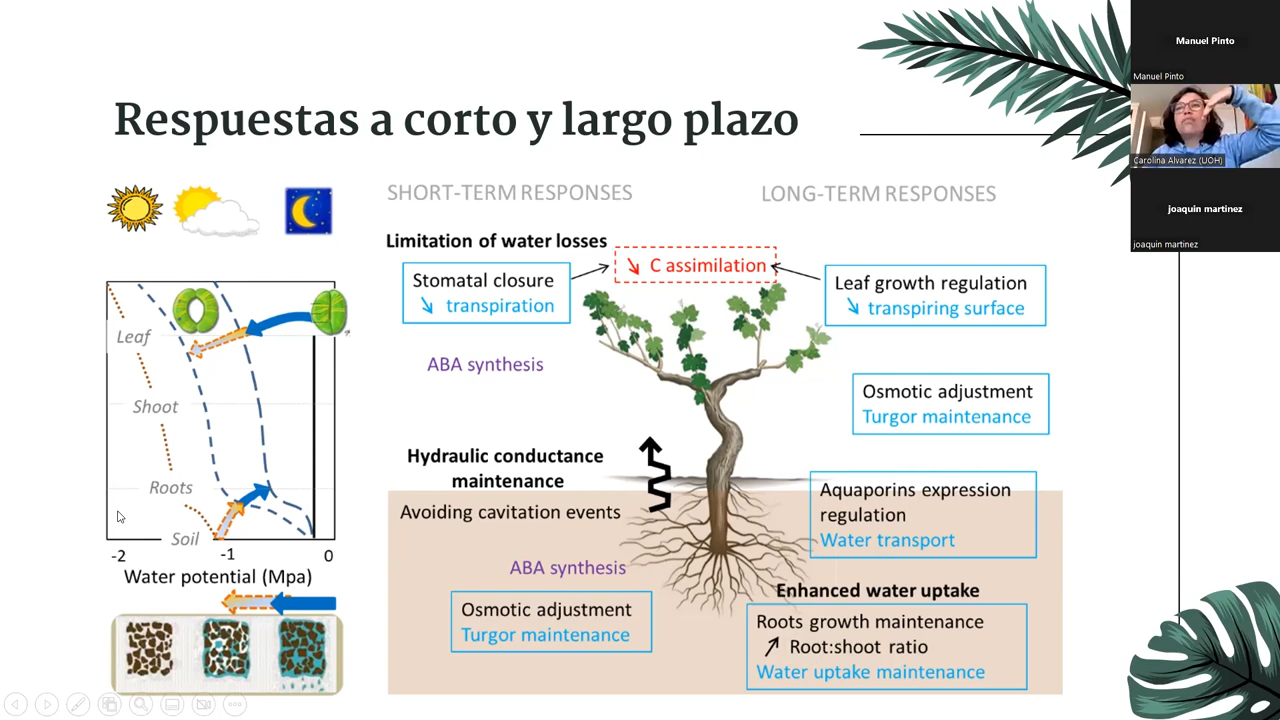 Respuestas a corto y largo plazo
SHORT-TERM RESPONSES
LONG-TERM RESPONSES
Limitation of water losses
Stomatal closure
↘ transpiration
↘ C assimilation
Leaf growth regulation
↘ transpiring surface
ABA synthesis
Osmotic adjustment
Turgor maintenance
Hydraulic conductance
maintenance
Avoiding cavitation events
Aquaporins expression
regulation
Water transport
ABA synthesis
Osmotic adjustment
Turgor maintenance
Enhanced water uptake
Roots growth maintenance
↗ Root:shoot ratio
Water uptake maintenance
Leaf
Shoot
Roots
Soil
-2
-1
0
Water potential (Mpa)
Manuel Pinto
Manuel Pinto
Carolina Alvarez (UOH)
joaquin martinez
joaquin martinez